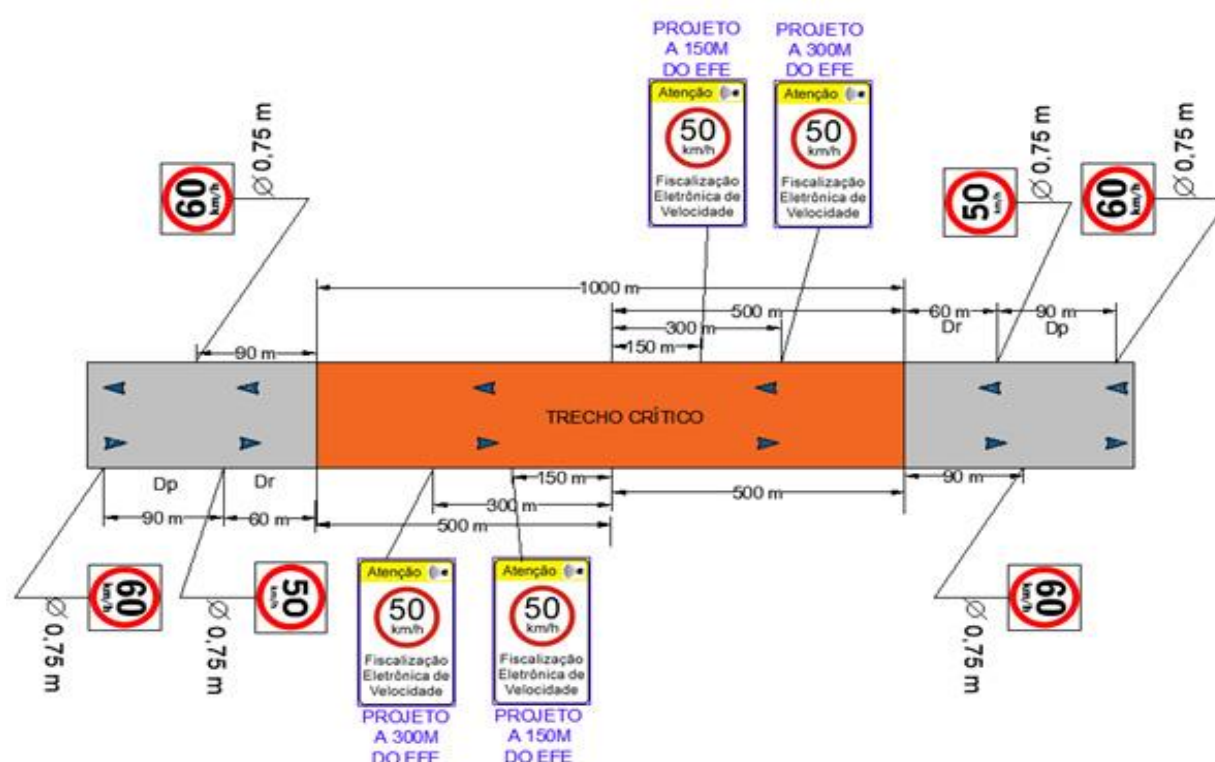 PROJETO
A 150M
DO EFE
PROJETO
A 300M
DO EFE
Atenção
50
km/h
Fiscalização
Eletrônica de
Velocidade
Atenção
50
km/h
Fiscalização
Eletrônica de
Velocidade
60
km/h
Ø 0,75 m
50
km/h
Ø 0,75 m
60
km/h
Ø 0,75 m
1000 m
500 m
300 m
150 m
60 m
Dr
90 m
Dp
90 m
TRECHO CRÍTICO
Dp
Dr
90 m
60 m
150 m
300 m
500 m
500 m
90 m
60
km/h
Ø 0,75 m
50
km/h
Ø 0,75 m
Atenção
50
km/h
Fiscalização
Eletrônica de
Velocidade
PROJETO
A 300M
DO EFE
Atenção
50
km/h
Fiscalização
Eletrônica de
Velocidade
PROJETO
A 150M
DO EFE
60
km/h
Ø 0,75 m